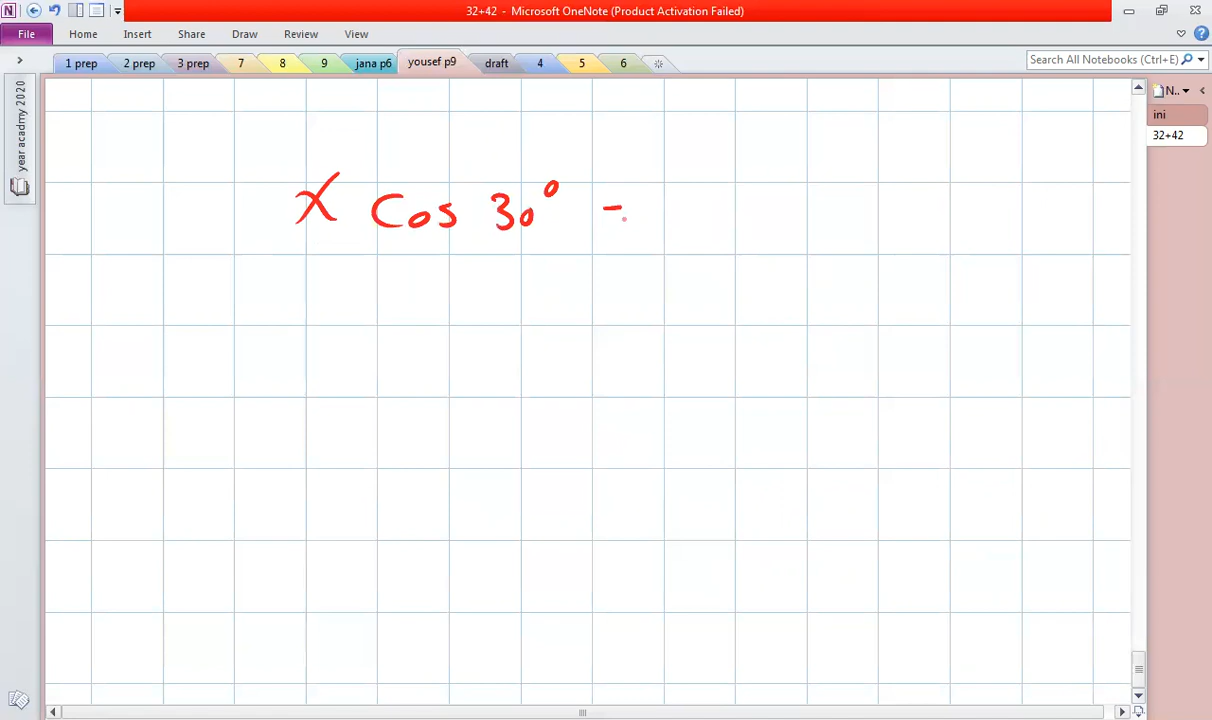 32+42 - Microsoft OneNote (Product Activation Failed)
File Home Insert Share Draw Review View
1 prep 2 prep 3 prep 7 8 9 jana p6 yousef p9 draft 4 5 6
Search All Notebooks (Ctrl+E)
year acadmy 2020
N..
ini
32+42
X Cos 30° -